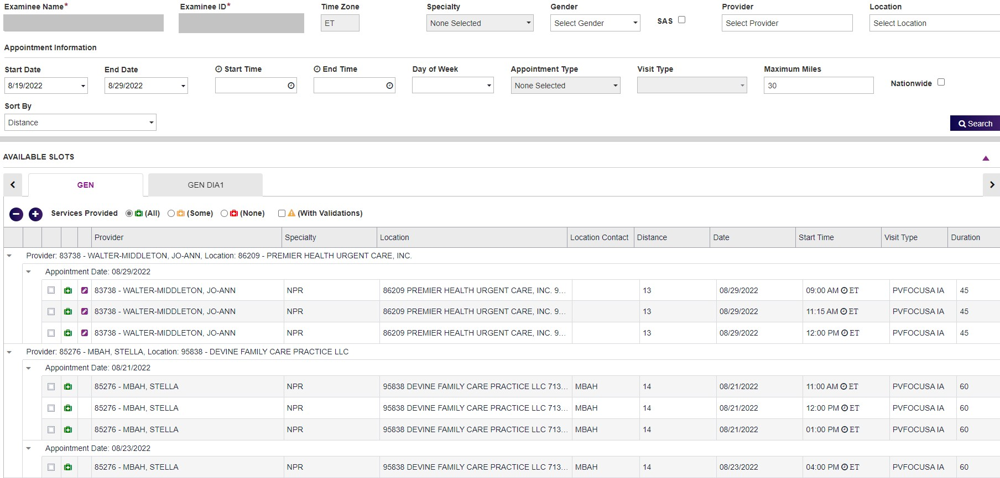 Examinee Name* Examinee ID* Time Zone Specialty Gender SAS Provider Location
ET None Selected Select Gender Select Provider Select Location
Appointment Information
Start Date End Date Start Time End Time Day of Week Appointment Type Visit Type Maximum Miles Nationwide
8/19/2022 8/29/2022 None Selected 30
Sort By
Distance
Search
AVAILABLE SLOTS
GEN GEN DIA1
Services Provided (All) (Some) (None) (With Validations)
Provider Specialty Location Location Contact Distance Date Start Time Visit Type Duration
Provider: 83738 - WALTER-MIDDLETON, JO-ANN, Location: 86209 - PREMIER HEALTH URGENT CARE, INC.
Appointment Date: 08/29/2022
83738 - WALTER-MIDDLETON, JO-ANN NPR 86209 PREMIER HEALTH URGENT CARE, INC. 9... 13 08/29/2022 09:00 AM ET PVFOCUSA IA 45
83738 - WALTER-MIDDLETON, JO-ANN NPR 86209 PREMIER HEALTH URGENT CARE, INC. 9... 13 08/29/2022 11:15 AM ET PVFOCUSA IA 45
83738 - WALTER-MIDDLETON, JO-ANN NPR 86209 PREMIER HEALTH URGENT CARE, INC. 9... 13 08/29/2022 12:00 PM ET PVFOCUSA IA 45
Provider: 85276 - MBAH, STELLA, Location: 95838 - DEVINE FAMILY CARE PRACTICE LLC
Appointment Date: 08/21/2022
85276 - MBAH, STELLA NPR 95838 DEVINE FAMILY CARE PRACTICE LLC 713... MBAH 14 08/21/2022 11:00 AM ET PVFOCUSA IA 60
85276 - MBAH, STELLA NPR 95838 DEVINE FAMILY CARE PRACTICE LLC 713... MBAH 14 08/21/2022 12:00 PM ET PVFOCUSA IA 60
85276 - MBAH, STELLA NPR 95838 DEVINE FAMILY CARE PRACTICE LLC 713... MBAH 14 08/21/2022 01:00 PM ET PVFOCUSA IA 60
Appointment Date: 08/23/2022
85276 - MBAH, STELLA NPR 95838 DEVINE FAMILY CARE PRACTICE LLC 713... MBAH 14 08/23/2022 04:00 PM ET PVFOCUSA IA 60